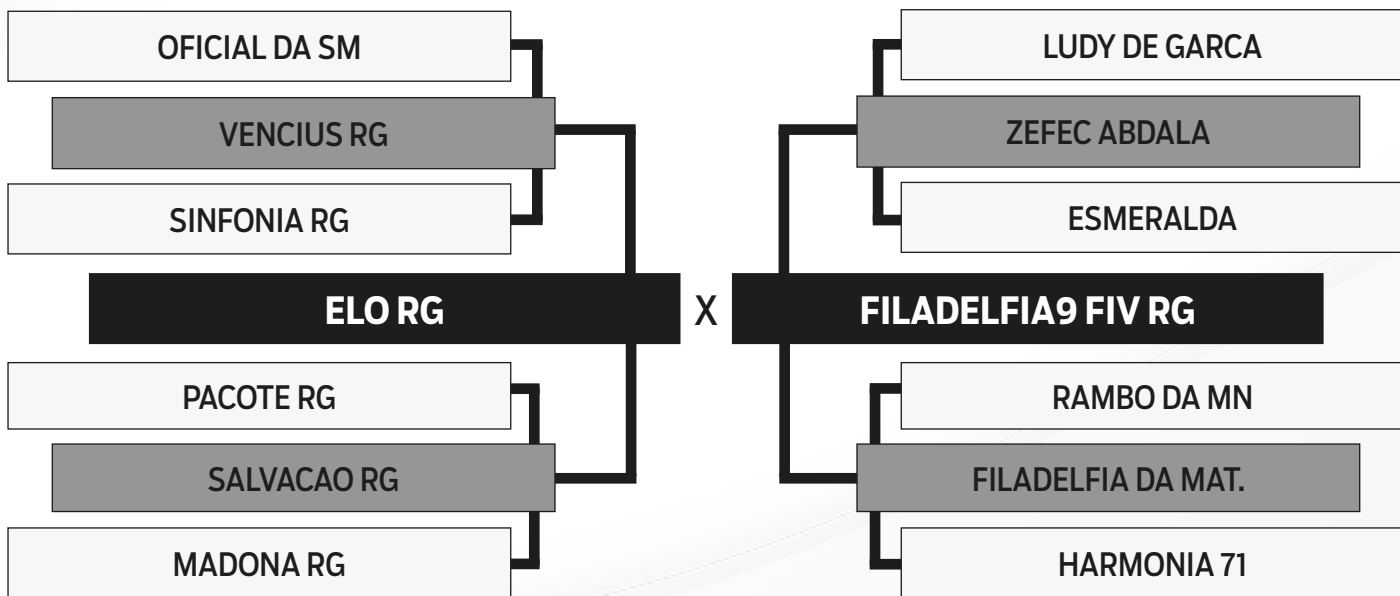 OFICIAL DA SM
VENCIUS RG
SINFONIA RG
ELO RG
PACOTE RG
SALVACAO RG
MADONA RG
X
LUDY DE GARCA
ZEFEC ABDALA
ESMERALDA
FILADELFIA9 FIV RG
RAMBO DA MN
FILADELFIA DA MAT.
HARMONIA 71